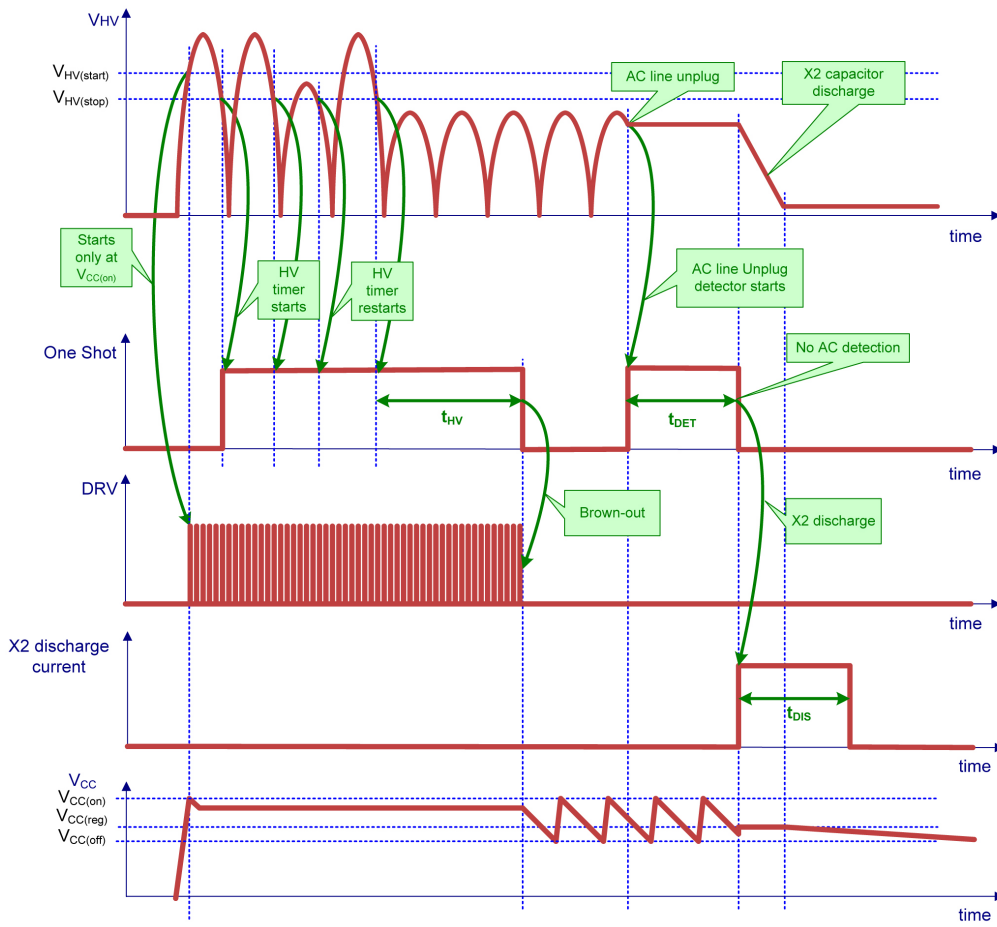 VHV
VHV(start)
VHV(stop)
AC line unplug
X2 capacitor
discharge
time
Starts
only at
VCC(on)
HV
timer
starts
HV
timer
restarts
AC line Unplug
detector starts
One Shot
No AC detection
tHV
tDET
time
DRV
Brown-out
X2 discharge
time
X2 discharge
current
tDIS
time
VCC
VCC(on)
VCC(reg)
VCC(off)
time